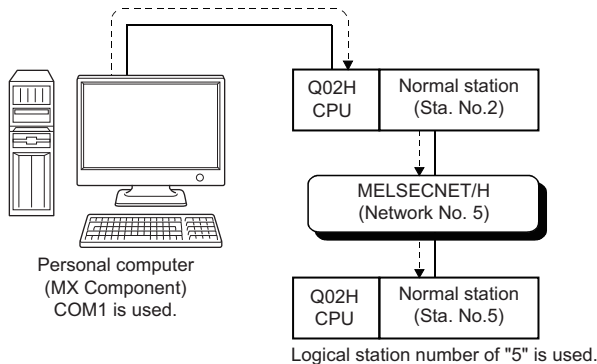 Q02H
CPU
Normal station
(Sta. No.2)
MELSECNET/H
(Network No. 5)
Personal computer
(MX Component)
COM1 is used.
Q02H
CPU
Normal station
(Sta. No.5)
Logical station number of "5" is used.